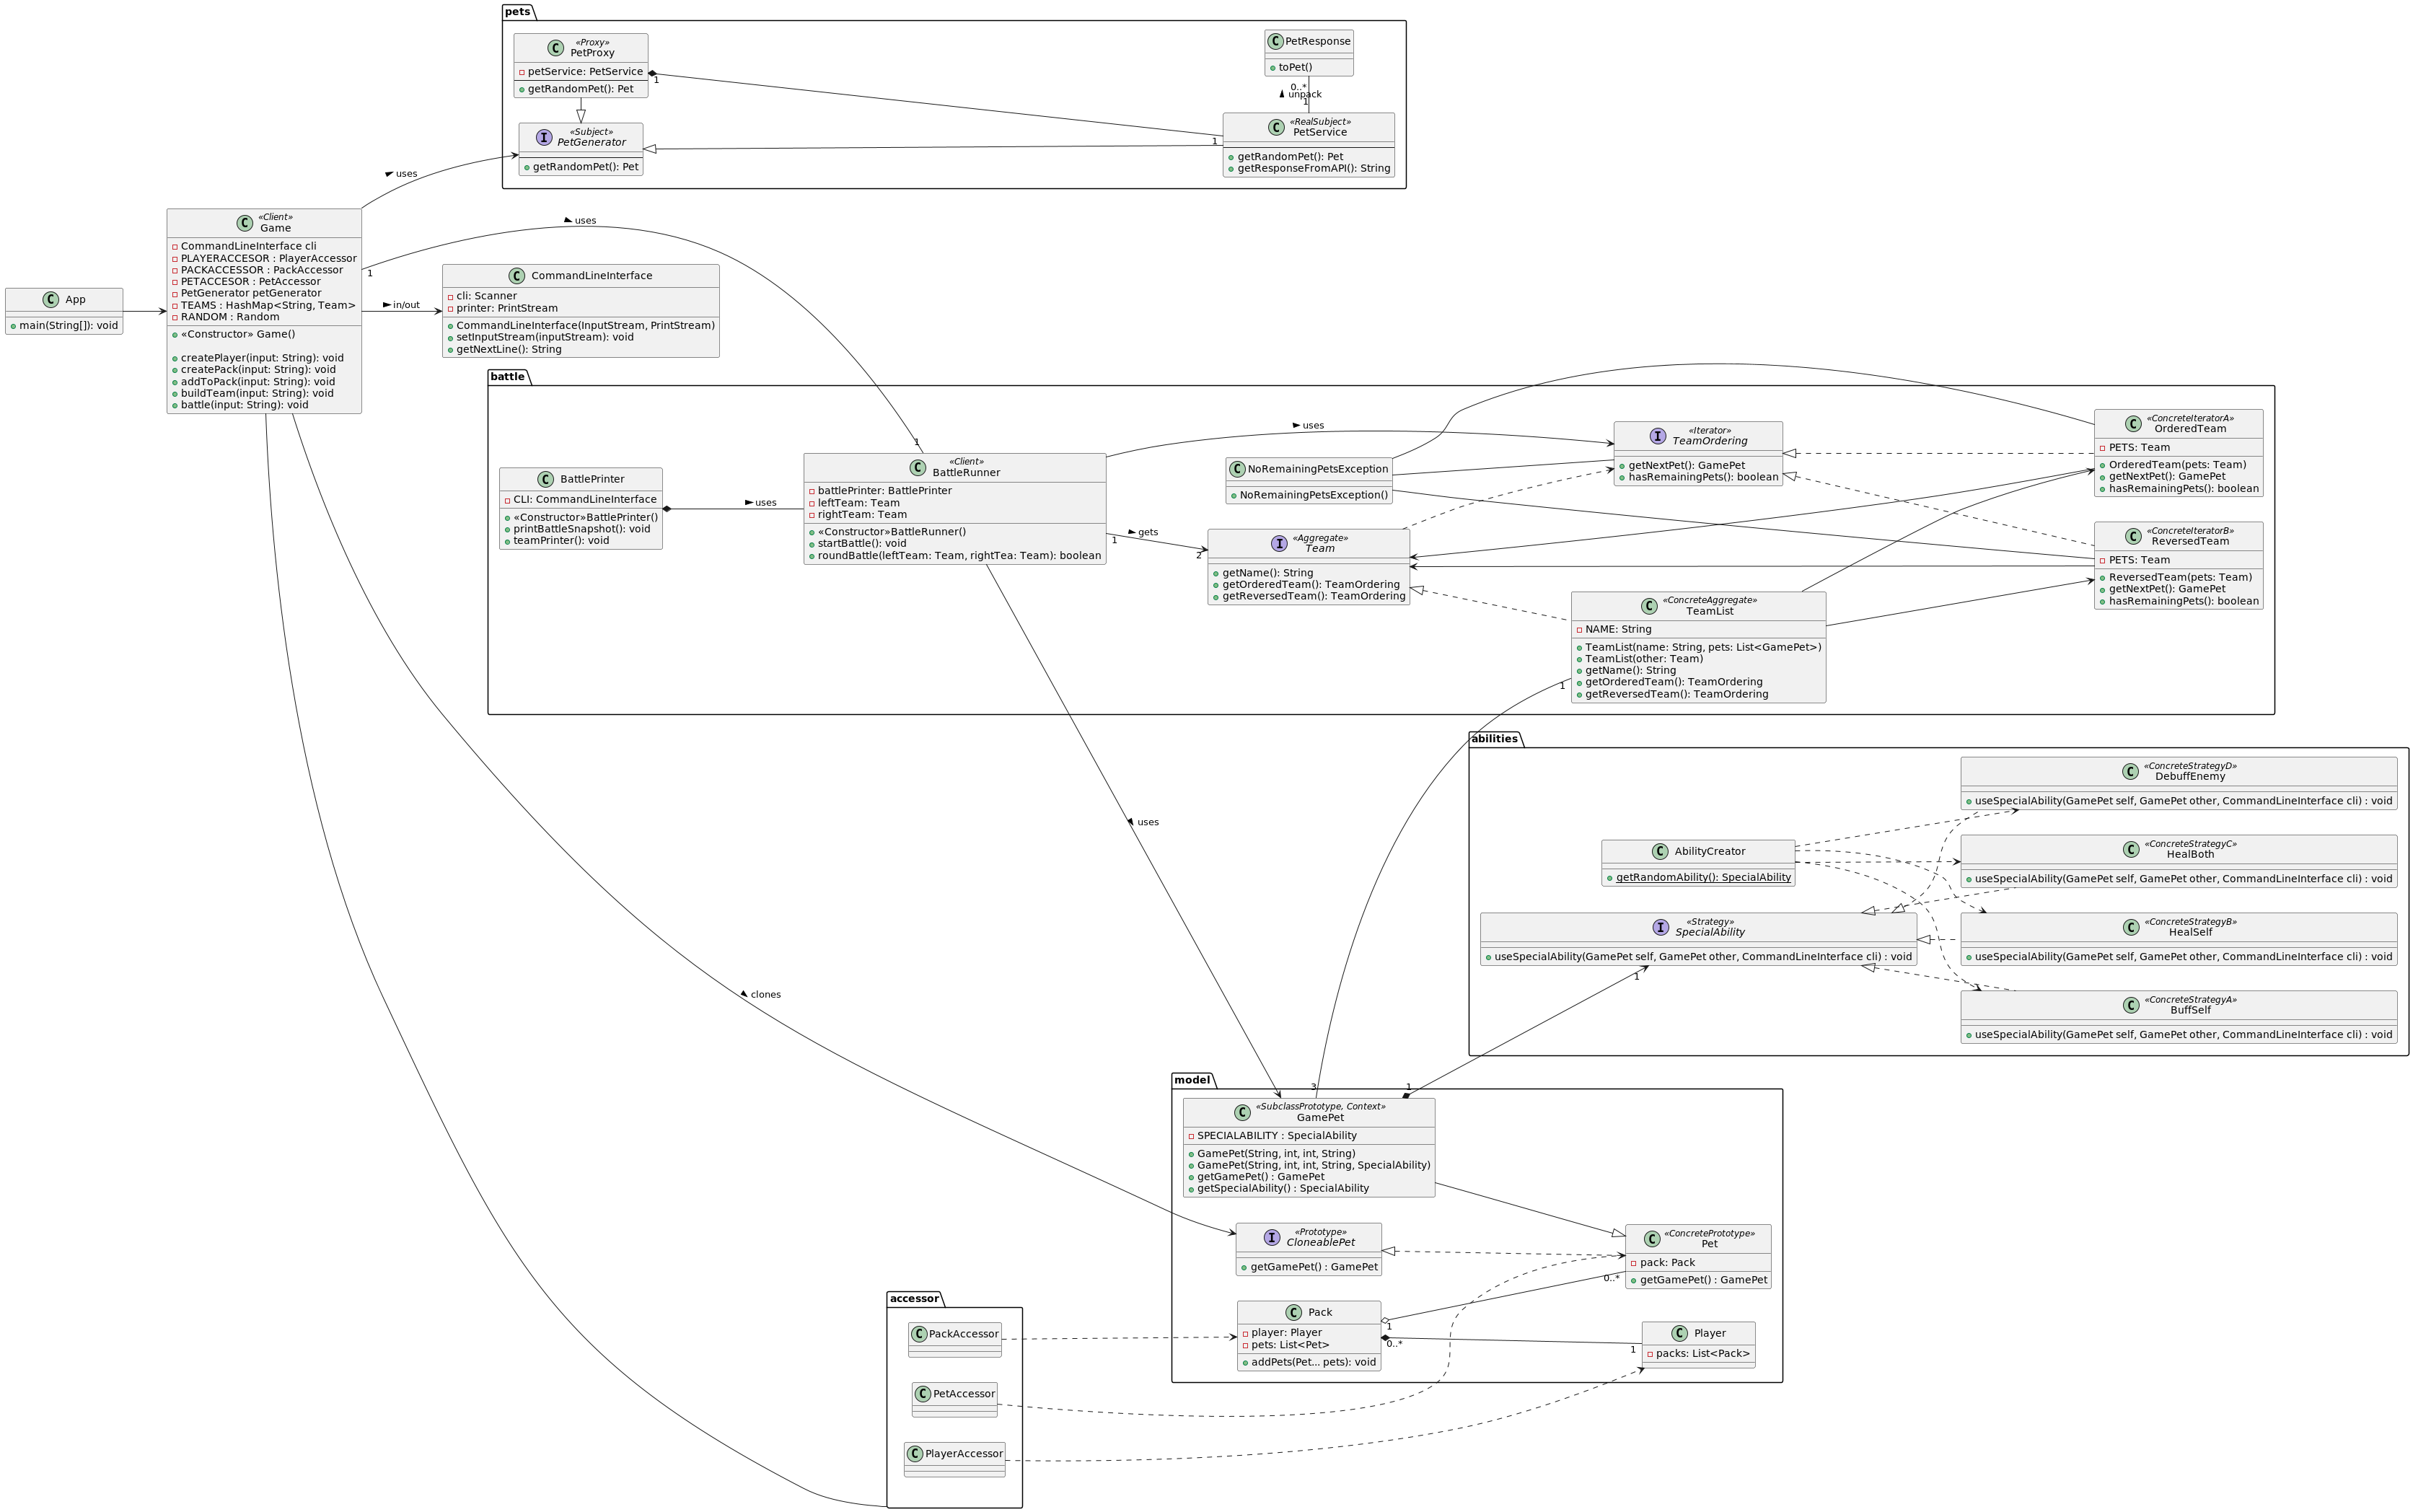 pets
«Proxy»
PetProxy
petService: PetService
getRandomPet(): Pet
1
PetResponse
toPet()
0..*
unpack
1
«Subject»
PetGenerator
getRandomPet(): Pet
«RealSubject»
PetService
1
getRandomPet(): Pet
getResponseFromAPI(): String
uses
uses
«Client»
Game
CommandLineInterface cli
PLAYERACCESOR : PlayerAccessor
PACKACCESSOR : PackAccessor
PETACCESOR : PetAccessor
PetGenerator petGenerator
TEAMS : HashMap<String, Team>
RANDOM : Random
«Constructor» Game()
createPlayer(input: String): void
createPack(input: String): void
addToPack(input: String): void
buildTeam(input: String): void
battle(input: String): void
1
App
main(String[]): void
in/out
CommandLineInterface
cli: Scanner
printer: PrintStream
CommandLineInterface(InputStream, PrintStream)
setInputStream(inputStream): void
getNextLine(): String
battle
BattlePrinter
CLI: CommandLineInterface
«Constructor»BattlePrinter()
printBattleSnapshot(): void
teamPrinter(): void
uses
1
«Client»
BattleRunner
battlePrinter: BattlePrinter
leftTeam: Team
rightTeam: Team
«Constructor»BattleRunner()
startBattle(): void
roundBattle(leftTeam: Team, rightTea: Team): boolean
uses
1
gets
2
NoRemainingPetsException
NoRemainingPetsException()
«Aggregate»
Team
getName(): String
getOrderedTeam(): TeamOrdering
getReversedTeam(): TeamOrdering
«Iterator»
TeamOrdering
getNextPet(): GamePet
hasRemainingPets(): boolean
«ConcreteIteratorA»
OrderedTeam
PETS: Team
OrderedTeam(pets: Team)
getNextPet(): GamePet
hasRemainingPets(): boolean
«ConcreteIteratorB»
ReversedTeam
PETS: Team
ReversedTeam(pets: Team)
getNextPet(): GamePet
hasRemainingPets(): boolean
«ConcreteAggregate»
TeamList
NAME: String
TeamList(name: String, pets: List<GamePet>)
TeamList(other: Team)
getName(): String
getOrderedTeam(): TeamOrdering
getReversedTeam(): TeamOrdering
1
uses
abilities
«ConcreteStrategyD»
DebuffEnemy
useSpecialAbility(GamePet self, GamePet other, CommandLineInterface cli) : void
AbilityCreator
getRandomAbility(): SpecialAbility
«ConcreteStrategyC»
HealBoth
useSpecialAbility(GamePet self, GamePet other, CommandLineInterface cli) : void
«Strategy»
SpecialAbility
useSpecialAbility(GamePet self, GamePet other, CommandLineInterface cli) : void
«ConcreteStrategyB»
HealSelf
useSpecialAbility(GamePet self, GamePet other, CommandLineInterface cli) : void
1
«ConcreteStrategyA»
BuffSelf
useSpecialAbility(GamePet self, GamePet other, CommandLineInterface cli) : void
clones
model
3
1
«SubclassPrototype, Context»
GamePet
SPECIALABILITY : SpecialAbility
GamePet(String, int, int, String)
GamePet(String, int, int, String, SpecialAbility)
getGamePet() : GamePet
getSpecialAbility() : SpecialAbility
«Prototype»
CloneablePet
getGamePet() : GamePet
«ConcretePrototype»
Pet
pack: Pack
getGamePet() : GamePet
0..*
Pack
player: Player
pets: List<Pet>
addPets(Pet... pets): void
1
0..*
1
Player
packs: List<Pack>
accessor
PackAccessor
PetAccessor
PlayerAccessor